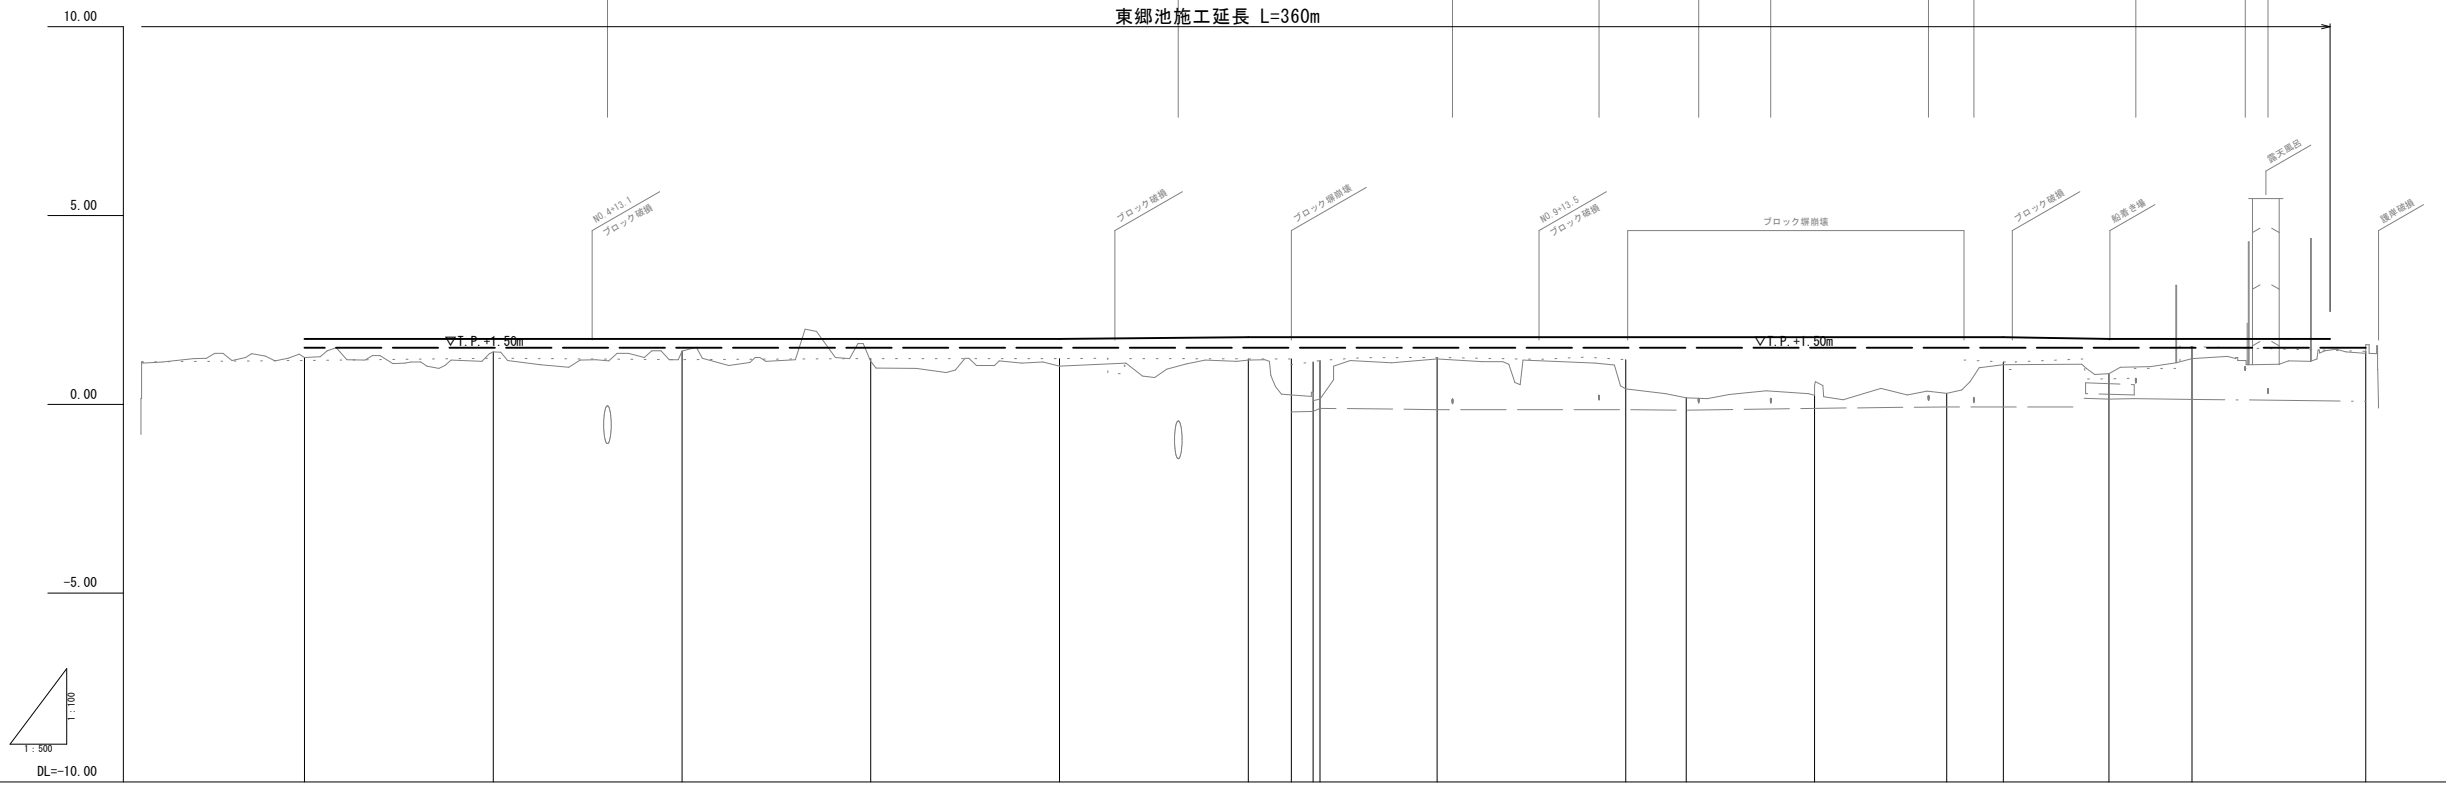 東郷池施工延長 L=360m
10.00
露天風呂
5.00
NO.4+13.1
ブロック破損
ブロック破損
ブロック塀崩壊
NO.9+13.5
ブロック破損
ブロック塀崩壊
ブロック破損
船着き場
護岸破損
▽T.P.+1.50m
▽T.P.+1.50m
0.00
-5.00
1:100
1:500
DL=-10.00